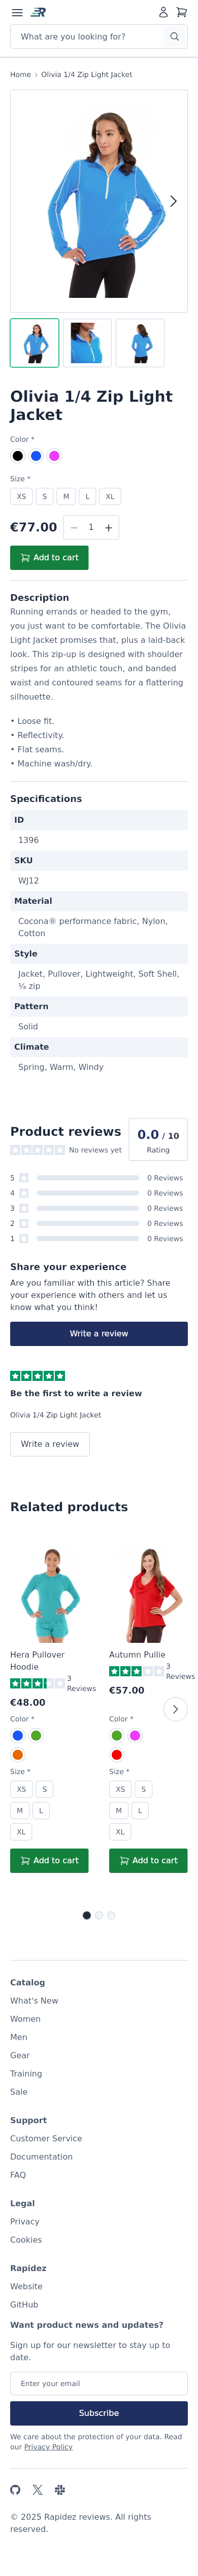 What are you looking for?
Home > Olivia 1/4 Zip Light Jacket
Olivia 1/4 Zip Light
Jacket
Color *
Size *
XS S M L XL
€77.00 − 1 +
Add to cart
Description
Running errands or headed to the gym,
you just want to be comfortable. The Olivia
Light Jacket promises that, plus a laid-back
look. This zip-up is designed with shoulder
stripes for an athletic touch, and banded
waist and contoured seams for a flattering
silhouette.
• Loose fit.
• Reflectivity.
• Flat seams.
• Machine wash/dry.
Specifications
ID
1396
SKU
WJ12
Material
Cocona® performance fabric, Nylon,
Cotton
Style
Jacket, Pullover, Lightweight, Soft Shell,
¼ zip
Pattern
Solid
Climate
Spring, Warm, Windy
Product reviews
No reviews yet
0.0 / 10
Rating
5 0 Reviews
4 0 Reviews
3 0 Reviews
2 0 Reviews
1 0 Reviews
Share your experience
Are you familiar with this article? Share
your experience with others and let us
know what you think!
Write a review
Be the first to write a review
Olivia 1/4 Zip Light Jacket
Write a review
Related products
Hera Pullover
Hoodie
3
Reviews
€48.00
Color *
Size *
XS S
M L
XL
Add to cart
Autumn Pullie
3
Reviews
€57.00
Color *
Size *
XS S
M L
XL
Add to cart
Catalog
What's New
Women
Men
Gear
Training
Sale
Support
Customer Service
Documentation
FAQ
Legal
Privacy
Cookies
Rapidez
Website
GitHub
Want product news and updates?
Sign up for our newsletter to stay up to
date.
Enter your email
Subscribe
We care about the protection of your data. Read
our Privacy Policy
© 2025 Rapidez reviews. All rights
reserved.